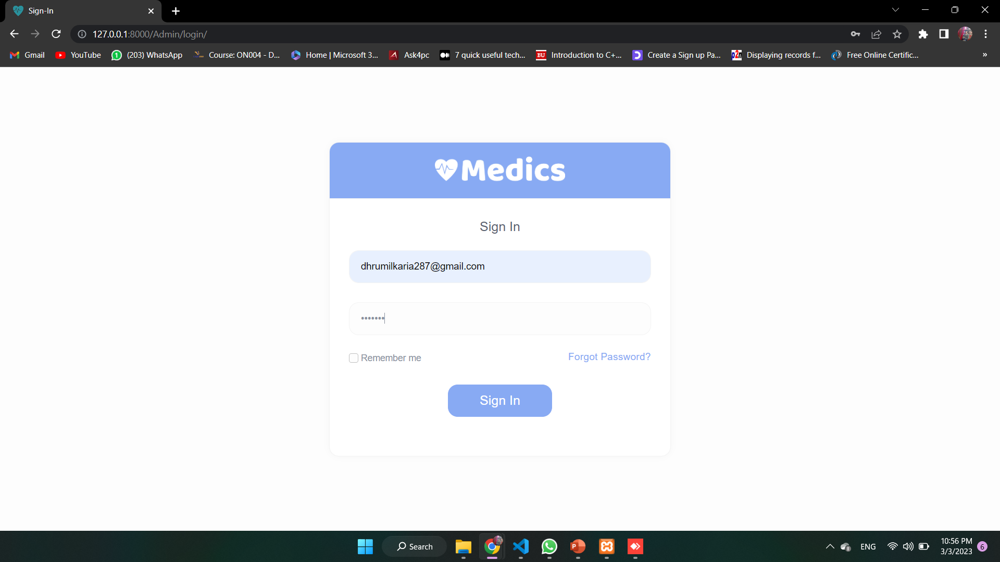 Sign-In
127.0.0.1:8000/Admin/login/
Gmail
YouTube
(203) WhatsApp
Course: ON004 - D...
Home | Microsoft 3...
Ask4pc
7 quick useful tech...
BU
Introduction to C+...
Create a Sign up Pa...
p2n
Displaying records f...
Free Online Certific...
»
Medics
Sign In
dhrumilkaria287@gmail.com
•••••••
Remember me
Forgot Password?
Sign In
Search
ENG
10:56 PM
3/3/2023
6